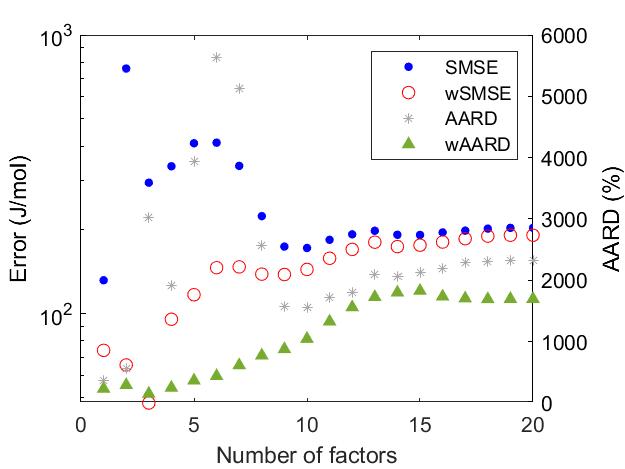 10³
6000
SMSE
wSMSE
AARD
wAARD
5000
4000
Error (J/mol)
3000
AARD (%)
2000
10²
1000
0
0
5
10
15
20
Number of factors